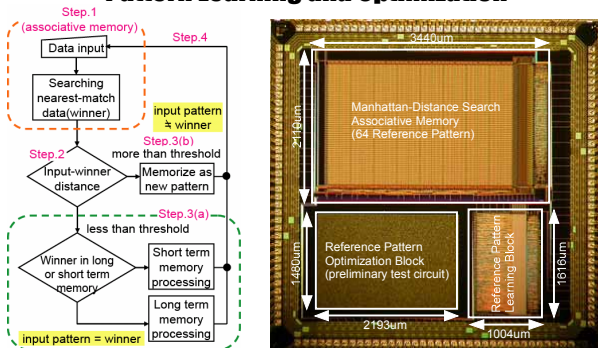 Pattern Learning and Optimization
Step.1
(associative memory)
Data input
Step.4
Searching
nearest-match
data(winner)
input pattern
≒ winner
Step.2
Step.3(b)
more than threshold
Input-winner
distance
Memorize as
new pattern
Step.3(a)
less than threshold
Winner in long
or short term
memory
Short term
memory
processing
Long term
memory
processing
input pattern = winner
3440um
2110um
Manhattan-Distance Search
Associative Memory
(64 Reference Pattern)
1480um
Reference Pattern
Optimization Block
(preliminary test circuit)
2193um
Reference Pattern
Learning Block
1616um
1004um